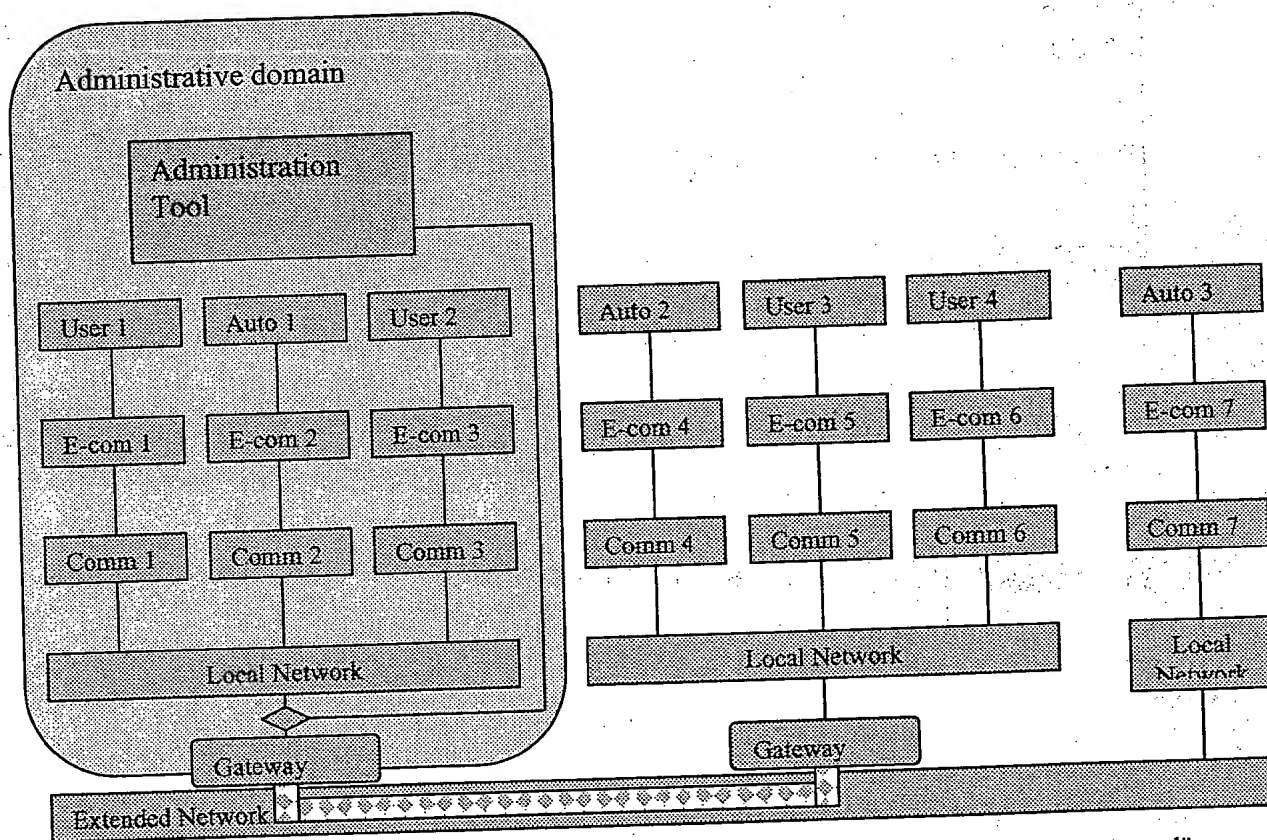 Administrative domain
Administration
Tool
User 1
Auto 1
User 2
Auto 2
User 3
User 4
Auto 3
E-com 1
E-com 2
E-com 3
E-com 4
E-com 5
E-com 6
E-com 7
Comm 1
Comm 2
Comm 3
Comm 4
Comm 5
Comm 6
Comm 7
Local Network
Local Network
Local
Network
Gateway
Gateway
Extended Network